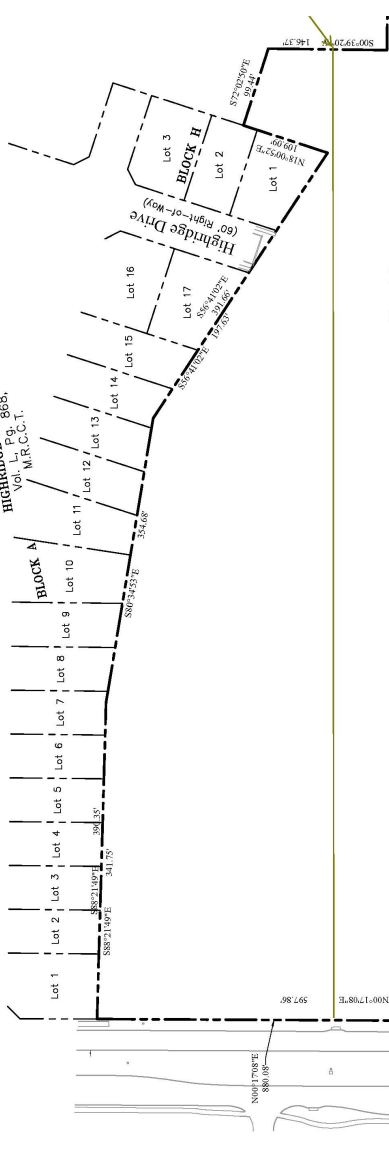 S00°39'20"W
146.37'
S72°02'50"E
99.44'
N18°00'52"E
109.09'
Lot 3
BLOCK H
Lot 2
Lot 1
Highridge Drive
(60' Right-of-Way)
Lot 16
Lot 17
S56°41'02"E
391.66'
197.63'
S56°41'02"E
Lot 15
Lot 14
Lot 13
Lot 12
Lot 11
Lot 10
BLOCK A
Vol. L, Pg. 868,
M.R.C.C.T.
354.68'
S80°34'53"E
Lot 9
Lot 8
Lot 7
Lot 6
Lot 5
Lot 4
Lot 3
Lot 2
Lot 1
390.35'
341.75'
S88°21'49"E
S88°21'49"E
597.86'
N00°17'08"E
N00°17'08"E
880.08'